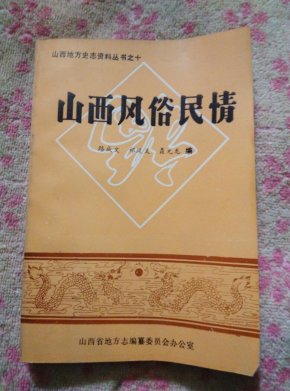 山西地方史志资料丛书之十
山西风俗民情
编
山西省地方志编纂委员会办公室